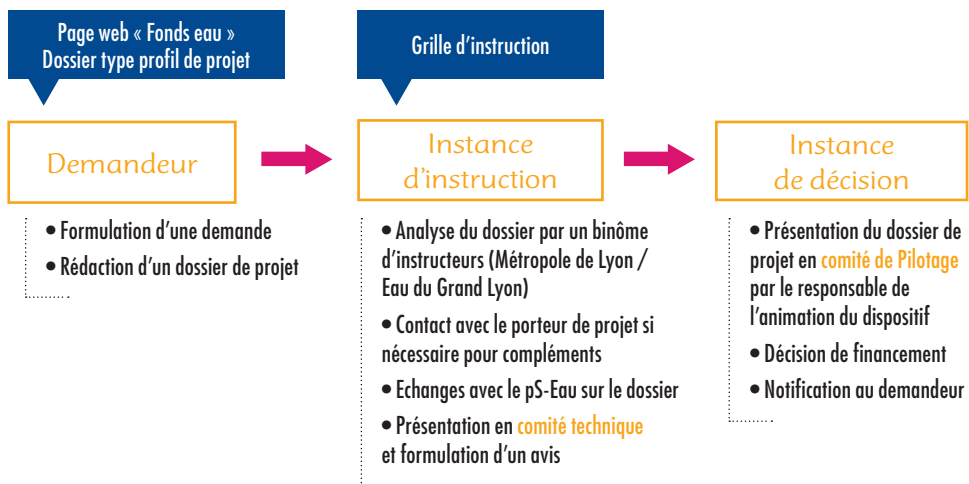 Page web « Fonds eau »
Dossier type profil de projet
Demandeur
• Formulation d'une demande
• Rédaction d'un dossier de projet
Grille d'instruction
Instance
d'instruction
• Analyse du dossier par un binôme
d'instructeurs (Métropole de Lyon /
Eau du Grand Lyon)
• Contact avec le porteur de projet si
nécessaire pour compléments
• Echanges avec le pS-Eau sur le dossier
• Présentation en comité technique
et formulation d'un avis
Instance
de décision
• Présentation du dossier de
projet en comité de Pilotage
par le responsable de
l'animation du dispositif
• Décision de financement
• Notification au demandeur